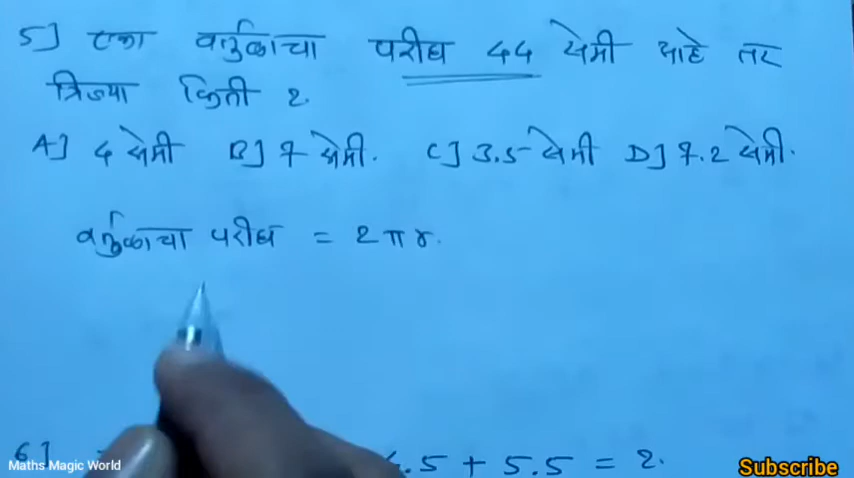 5] एका वर्तुळाचा परीघ 44 सेमी आहे तर
त्रिज्या किती ?
A] 4 सेमी B] 7 सेमी. C] 3.5 सेमी D] 7.2 सेमी.
वर्तुळाचा परीघ = 2πr.
6] .5 + 5.5 = ?
Maths Magic World
Subscribe